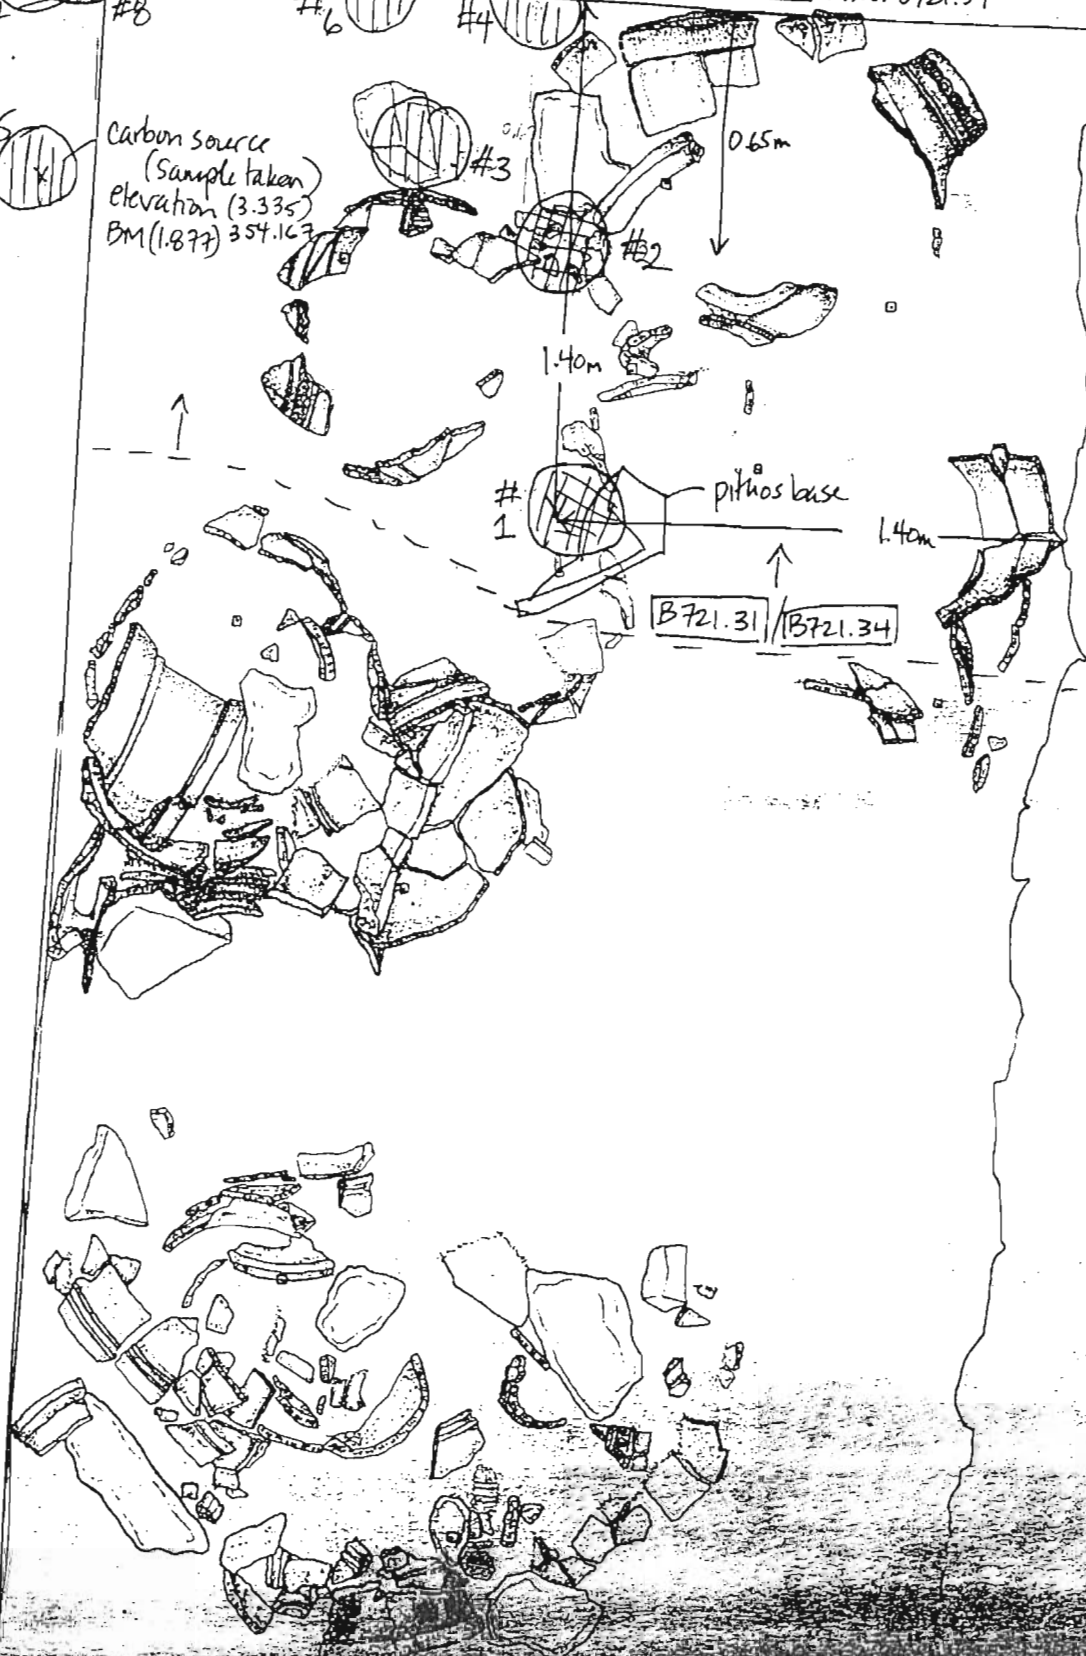 #8
#6
#4
carbon source
(Sample taken)
elevation (3.335)
BM (1.877) 354.167
#3
0.65m
#2
1.40m
#
1
pithos base
1.40m
B721.31 / B721.34